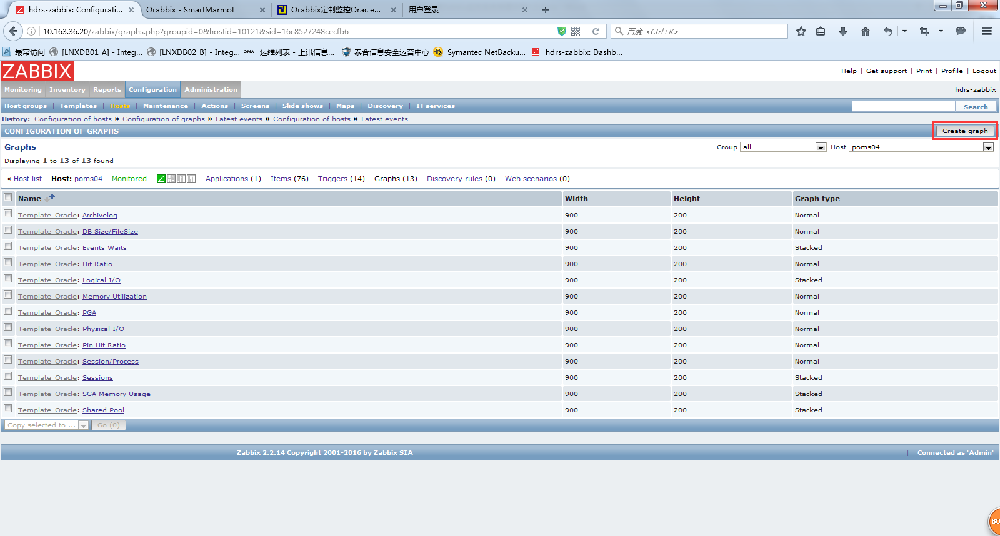 hdrs-zabbix: Configurati... × Orabbix - SmartMarmot × Orabbix定制监控Oracle... × 用户登录 × +
10.163.36.20/zabbix/graphs.php?groupid=0&hostid=10121&sid=16c8527248cecfb6 百度 <Ctrl+K>
最常访问 [LNXDB01_A] - Integ... [LNXDB02_B] - Integ... OMA 运维列表 - 上讯信息... 泰合信息安全运营中心 Symantec NetBacku... hdrs-zabbix: Dashb...
ZABBIX
Help | Get support | Print | Profile | Logout
Monitoring Inventory Reports Configuration Administration
hdrs-zabbix
Host groups | Templates | Hosts | Maintenance | Actions | Screens | Slide shows | Maps | Discovery | IT services Search
History: Configuration of hosts » Configuration of graphs » Latest events » Configuration of hosts » Latest events
CONFIGURATION OF GRAPHS Create graph
Graphs Group all Host poms04
Displaying 1 to 13 of 13 found
« Host list Host: poms04 Monitored Applications (1) Items (76) Triggers (14) Graphs (13) Discovery rules (0) Web scenarios (0)
Name Width Height Graph type
Template_Oracle: Archivelog 900 200 Normal
Template_Oracle: DB Size/FileSize 900 200 Normal
Template_Oracle: Events Waits 900 200 Stacked
Template_Oracle: Hit Ratio 900 200 Normal
Template_Oracle: Logical I/O 900 200 Stacked
Template_Oracle: Memory Utilization 900 200 Normal
Template_Oracle: PGA 900 200 Normal
Template_Oracle: Physical I/O 900 200 Normal
Template_Oracle: Pin Hit Ratio 900 200 Normal
Template_Oracle: Session/Process 900 200 Normal
Template_Oracle: Sessions 900 200 Stacked
Template_Oracle: SGA Memory Usage 900 200 Stacked
Template_Oracle: Shared Pool 900 200 Stacked
Copy selected to ... Go (0)
Zabbix 2.2.14 Copyright 2001-2016 by Zabbix SIA | Connected as 'Admin'
80